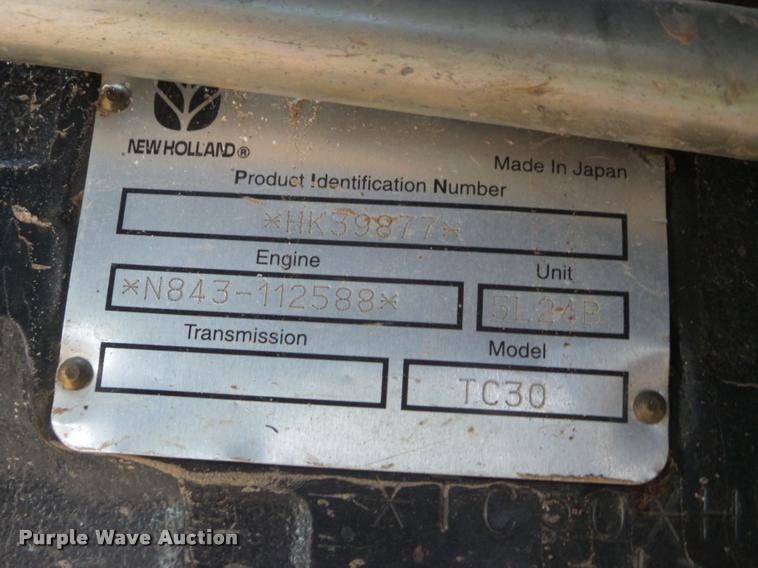 NEW HOLLAND®
Made In Japan
Product Identification Number
*HK39877*
Engine
Unit
*N843-112588*
5L24B
Transmission
Model
TC30
*TC30*H
Purple Wave Auction